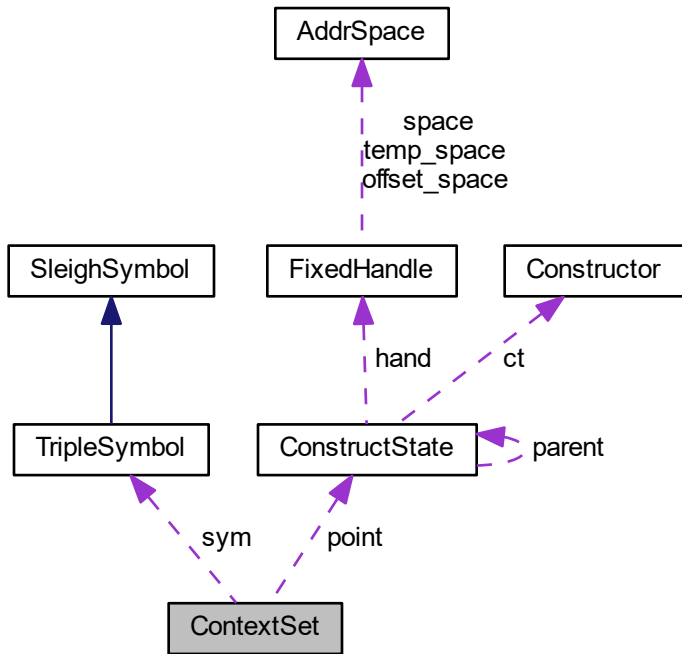 AddrSpace
space
temp_space
offset_space
SleighSymbol
FixedHandle
Constructor
hand
ct
TripleSymbol
ConstructState
parent
sym
point
ContextSet